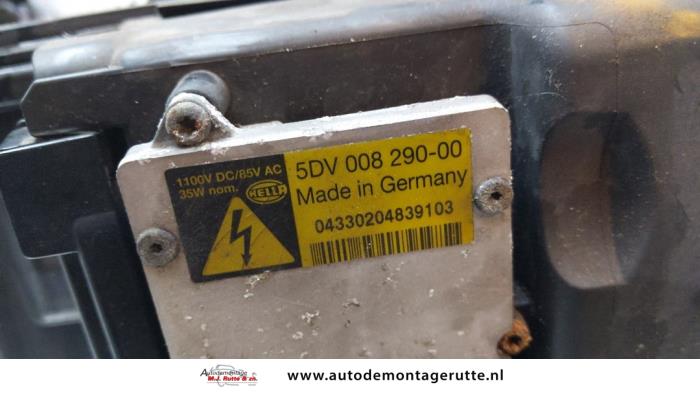 1100V DC/85V AC
35W nom.
HELLA
5DV 008 290-00
Made in Germany
04330204839103
Autodemontage
M.J. Rutte & zn.
www.autodemontagerutte.nl